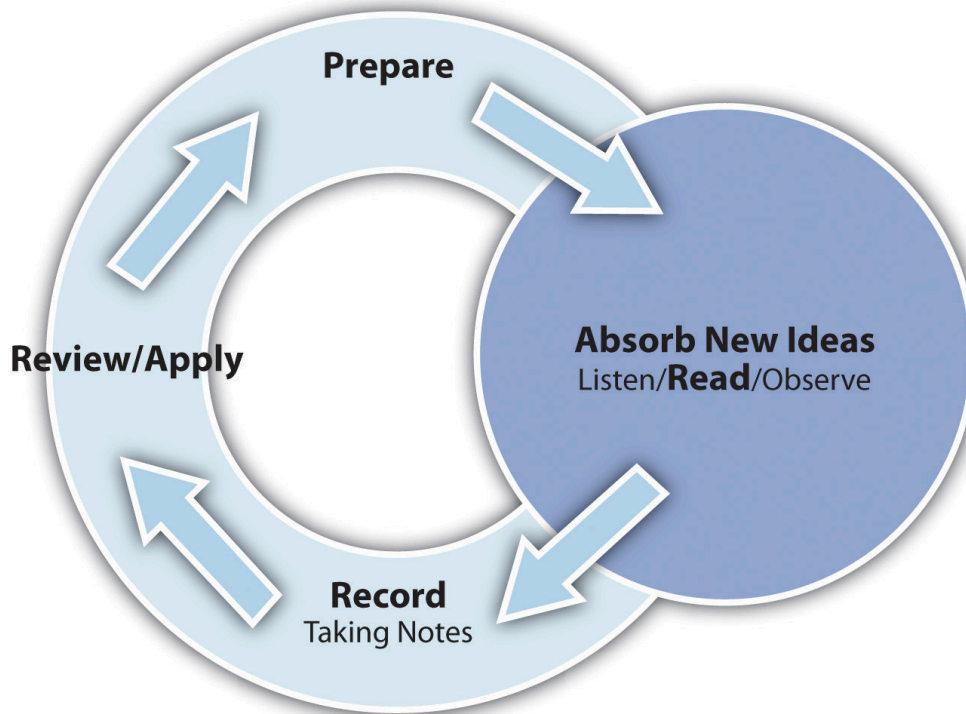 Prepare
Absorb New Ideas
Listen/Read/Observe
Record
Taking Notes
Review/Apply